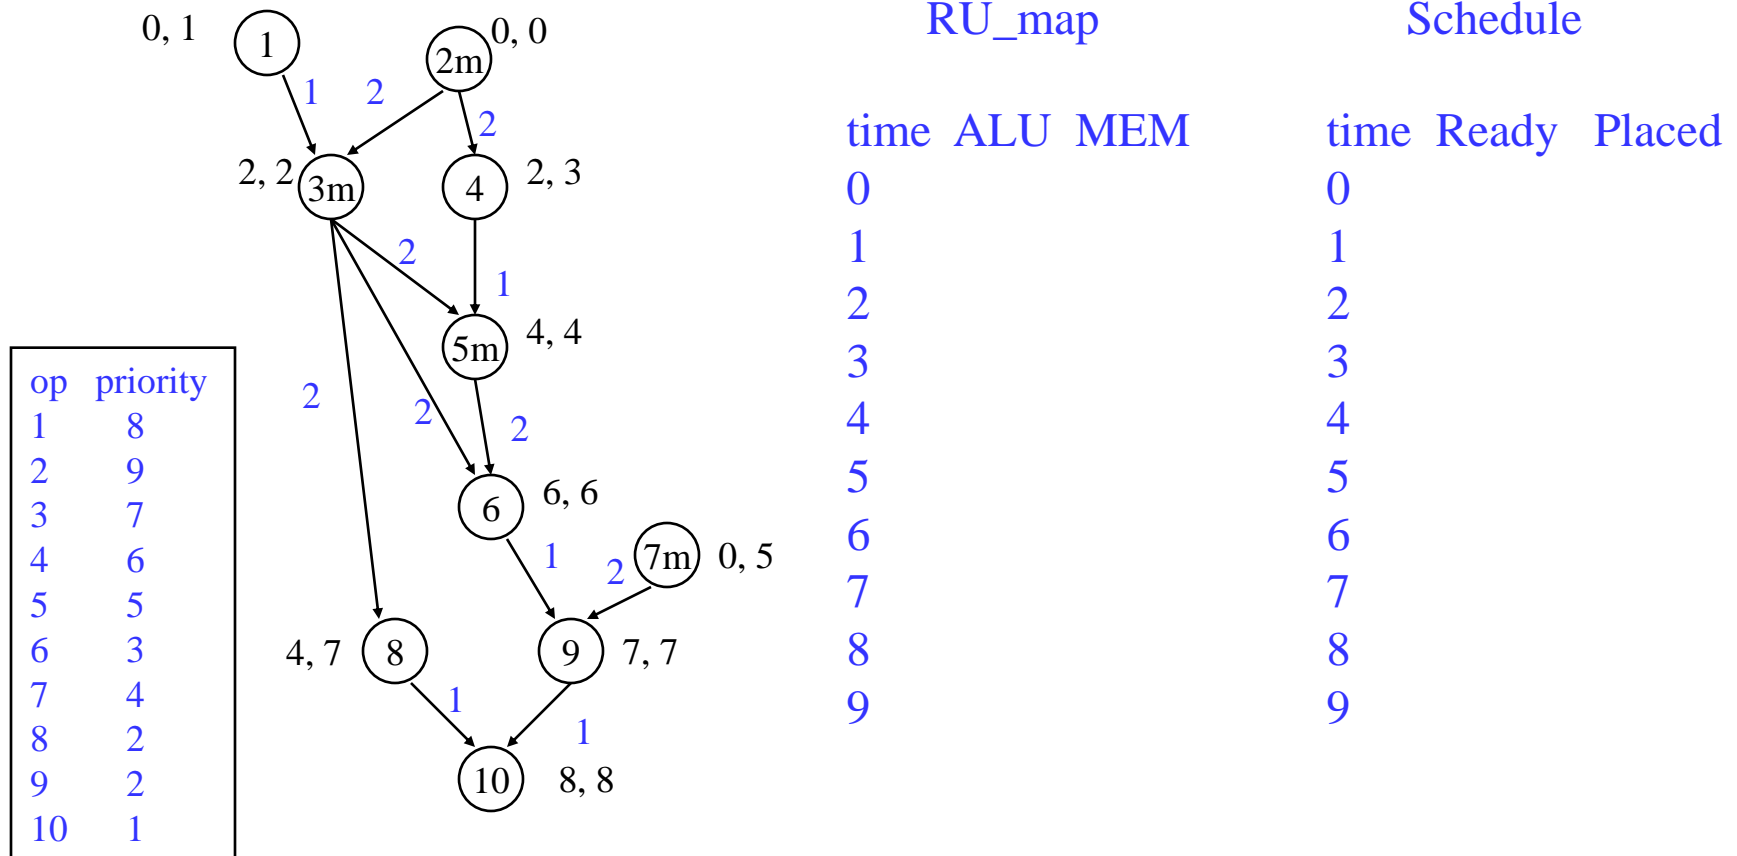 RU_map Schedule
0, 1 1 2m 0, 0
1 2 2
time ALU MEM time Ready Placed
2, 2 3m 4 2, 3
0 0
1 1
2 1
2 2
5m 4, 4
3 3
op priority
1 8
2 9
3 7
4 6
5 5
6 3
7 4
8 2
9 2
10 1
2 2 2
4 4
6 6, 6
5 5
1 2 7m 0, 5
6 6
7 7
4, 7 8 9 7, 7
8 8
1 1
9 9
10 8, 8